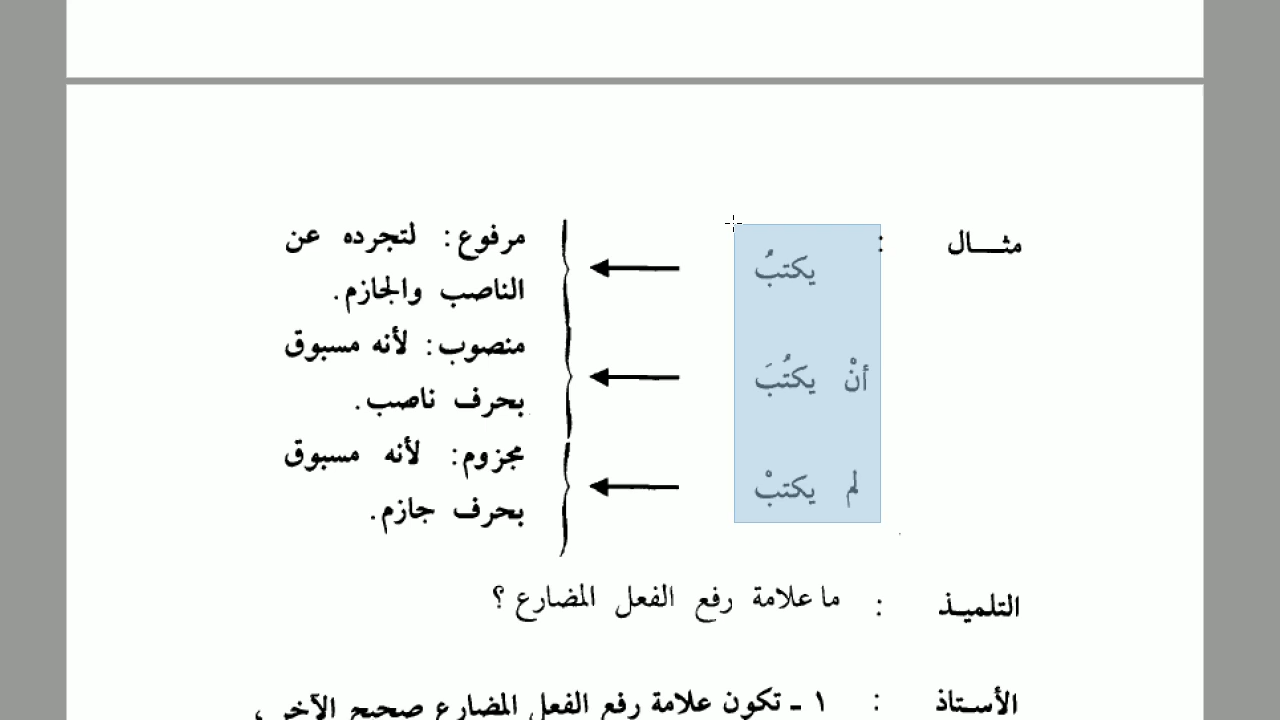 مثـــال : يكتبُ مرفوع: لتجرده عن
الناصب والجازم.
أنْ يكتُبَ منصوب: لأنه مسبوق
بحرف ناصب.
لم يكتبْ مجزوم: لأنه مسبوق
بحرف جازم.
التلميـذ : ما علامة رفع الفعل المضارع ؟
الأستاذ : ١ - تكون علامة رفع الفعل المضارع صحيح الآخر ،